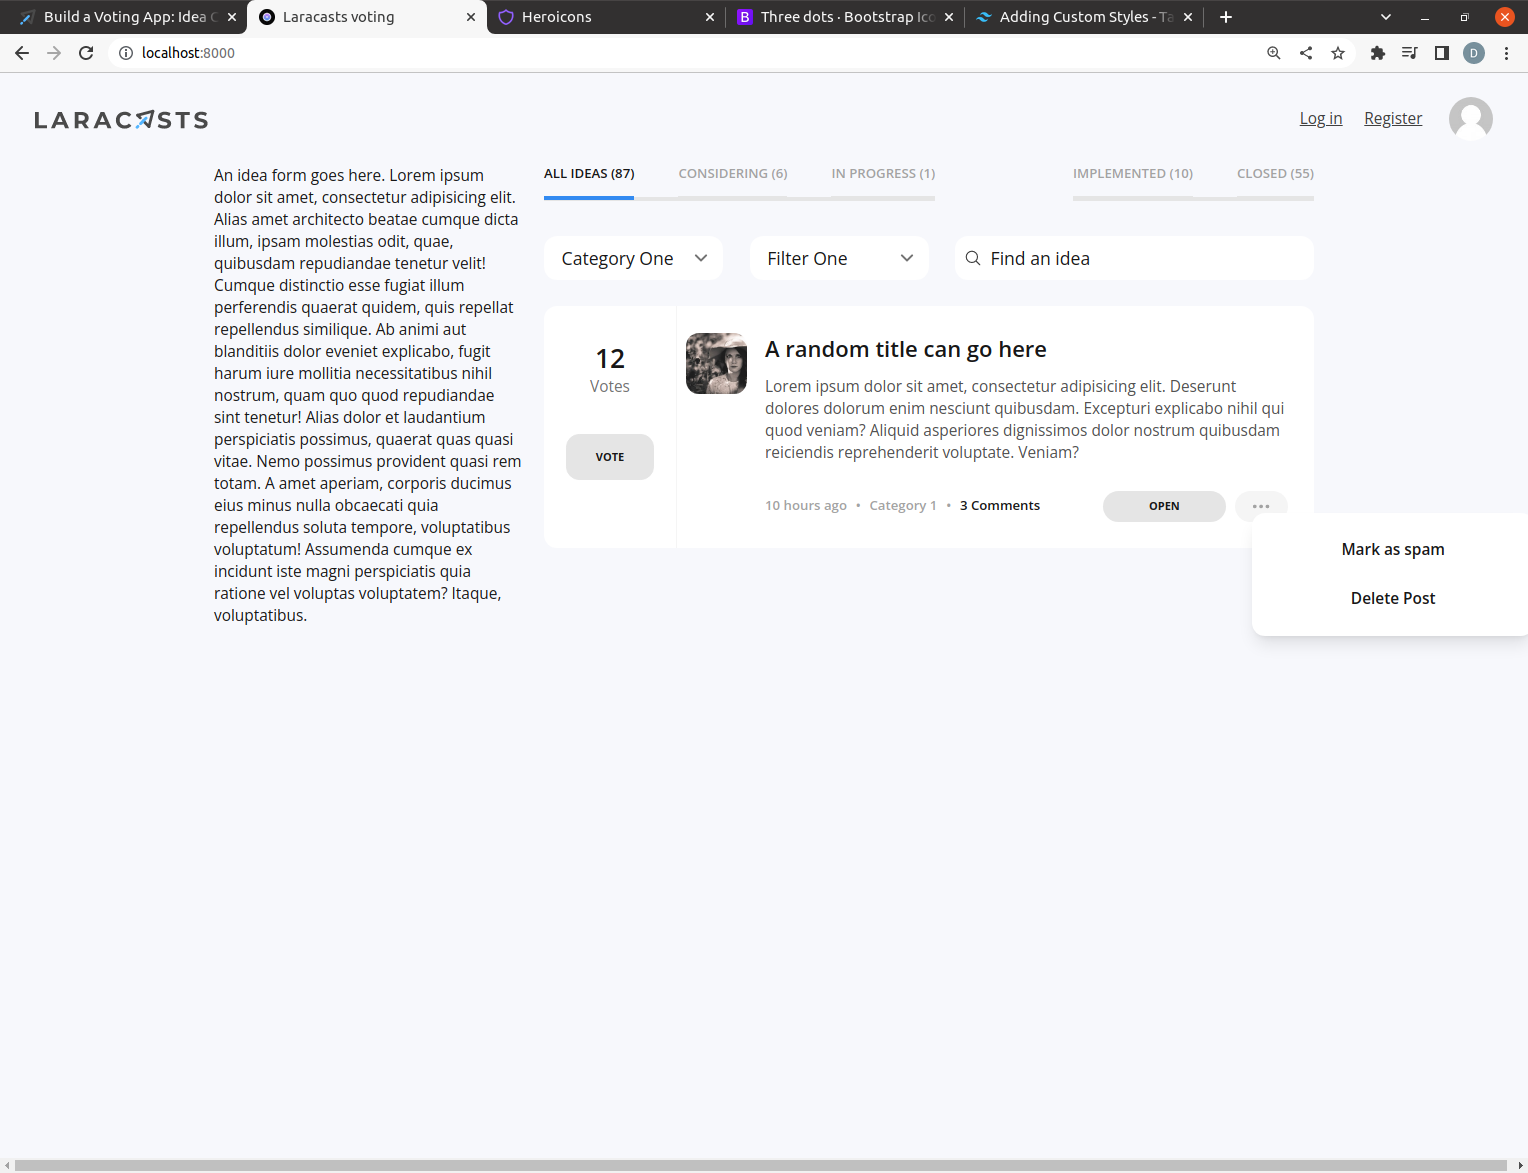 Build a Voting App: Idea C
Laracasts voting
Heroicons
B Three dots · Bootstrap Ico
Adding Custom Styles - Ta
localhost:8000
D
LARACASTS
Log in Register
An idea form goes here. Lorem ipsum
dolor sit amet, consectetur adipisicing elit.
Alias amet architecto beatae cumque dicta
illum, ipsam molestias odit, quae,
quibusdam repudiandae tenetur velit!
Cumque distinctio esse fugiat illum
perferendis quaerat quidem, quis repellat
repellendus similique. Ab animi aut
blanditiis dolor eveniet explicabo, fugit
harum iure mollitia necessitatibus nihil
nostrum, quam quo quod repudiandae
sint tenetur! Alias dolor et laudantium
perspiciatis possimus, quaerat quas quasi
vitae. Nemo possimus provident quasi rem
totam. A amet aperiam, corporis ducimus
eius minus nulla obcaecati quia
repellendus soluta tempore, voluptatibus
voluptatum! Assumenda cumque ex
incidunt iste magni perspiciatis quia
ratione vel voluptas voluptatem? Itaque,
voluptatibus.
ALL IDEAS (87) CONSIDERING (6) IN PROGRESS (1) IMPLEMENTED (10) CLOSED (55)
Category One
Filter One
Find an idea
12
Votes
VOTE
A random title can go here
Lorem ipsum dolor sit amet, consectetur adipisicing elit. Deserunt
dolores dolorum enim nesciunt quibusdam. Excepturi explicabo nihil qui
quod veniam? Aliquid asperiores dignissimos dolor nostrum quibusdam
reiciendis reprehenderit voluptate. Veniam?
10 hours ago • Category 1 • 3 Comments
OPEN
Mark as spam
Delete Post